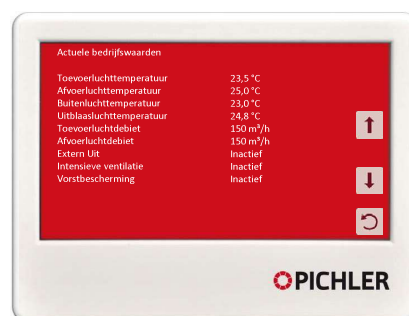 Actuele bedrijfswaarden
Toevoerluchttemperatuur 23,5 °C
Afvoerluchttemperatuur 25,0 °C
Buitenluchttemperatuur 23,0 °C
Uitblaasluchttemperatuur 24,8 °C
Toevoerluchtdebiet 150 m³/h
Afvoerluchtdebiet 150 m³/h
Extern Uit Inactief
Intensieve ventilatie Inactief
Vorstbescherming Inactief
PICHLER